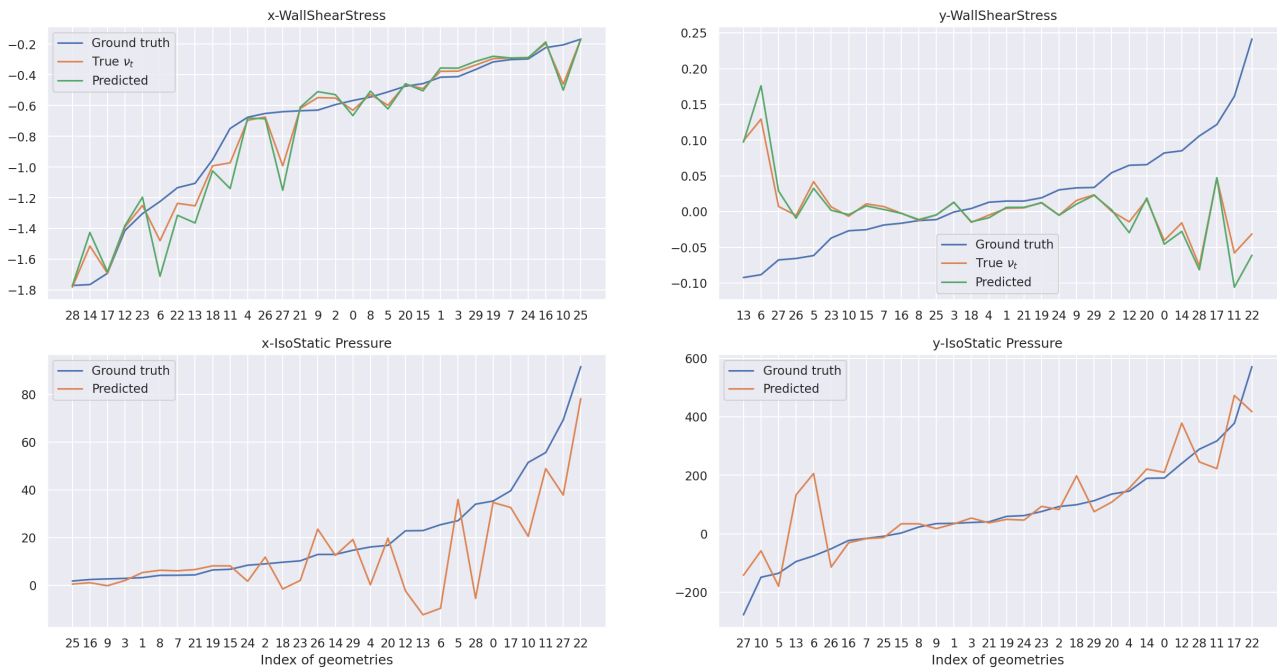 x-WallShearStress
−0.2
−0.4
−0.6
−0.8
−1.0
−1.2
−1.4
−1.6
−1.8
Ground truth
True νt
Predicted
28 14 17 12 23 6 22 13 18 11 4 26 27 21 9 2 0 8 5 20 15 1 3 29 19 7 24 16 10 25
y-WallShearStress
0.25
0.20
0.15
0.10
0.05
0.00
−0.05
−0.10
Ground truth
True νt
Predicted
13 6 27 26 5 23 10 15 7 16 8 25 3 18 4 1 21 19 24 9 29 2 12 20 0 14 28 17 11 22
x-IsoStatic Pressure
80
60
40
20
0
Ground truth
Predicted
25 16 9 3 1 8 7 21 19 15 24 2 18 23 26 14 29 4 20 12 13 6 5 28 0 17 10 11 27 22
Index of geometries
y-IsoStatic Pressure
600
400
200
0
−200
Ground truth
Predicted
27 10 5 13 6 26 16 7 25 15 8 9 1 3 21 19 24 23 2 18 29 20 4 14 0 12 28 11 17 22
Index of geometries